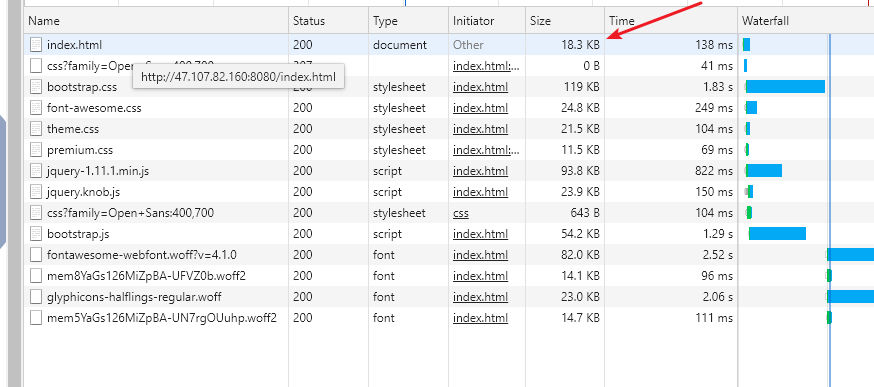 Name Status Type Initiator Size Time Waterfall
index.html 200 document Other 18.3 KB 138 ms
css?family=Open 0 B 41 ms index.html:...
http://47.107.82.160:8080/index.html
bootstrap.css 200 stylesheet index.html 119 KB 1.83 s
font-awesome.css 200 stylesheet index.html 24.8 KB 249 ms
theme.css 200 stylesheet index.html 21.5 KB 104 ms
premium.css 200 stylesheet index.html:... 11.5 KB 69 ms
jquery-1.11.1.min.js 200 script index.html 93.8 KB 822 ms
jquery.knob.js 200 script index.html 23.9 KB 150 ms
css?family=Open+Sans:400,700 200 stylesheet css 643 B 104 ms
bootstrap.js 200 script index.html 54.2 KB 1.29 s
fontawesome-webfont.woff?v=4.1.0 200 font index.html 82.0 KB 2.52 s
mem8YaGs126MiZpBA-UFVZ0b.woff2 200 font index.html 14.1 KB 96 ms
glyphicons-halflings-regular.woff 200 font index.html 23.0 KB 2.06 s
mem5YaGs126MiZpBA-UN7rgOUuhp.woff2 200 font index.html 14.7 KB 111 ms